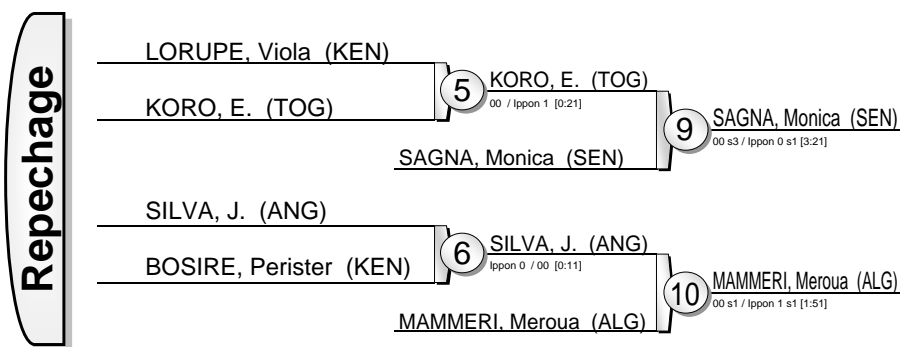 Repechage
LORUPE, Viola (KEN)
KORO, E. (TOG)
5
KORO, E. (TOG)
00 / Ippon 1 [0:21]
SAGNA, Monica (SEN)
9
SAGNA, Monica (SEN)
00 s3 / Ippon 0 s1 [3:21]
SILVA, J. (ANG)
BOSIRE, Perister (KEN)
6
SILVA, J. (ANG)
Ippon 0 / 00 [0:11]
MAMMERI, Meroua (ALG)
10
MAMMERI, Meroua (ALG)
00 s1 / Ippon 1 s1 [1:51]